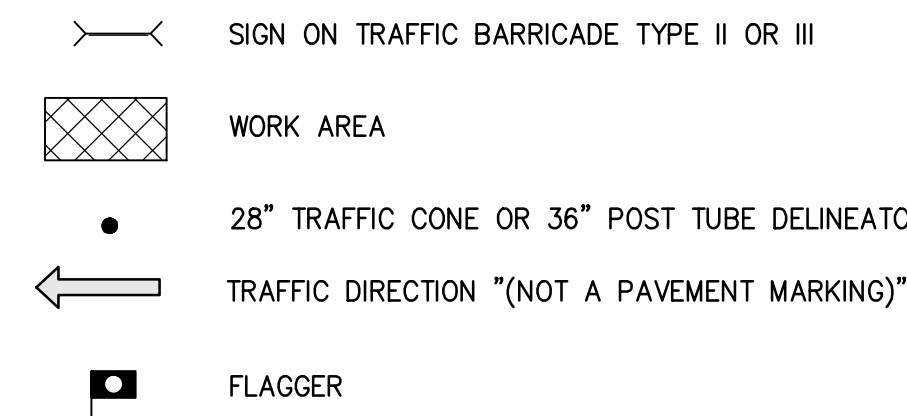 SIGN ON TRAFFIC BARRICADE TYPE II OR III
WORK AREA
28” TRAFFIC CONE OR 36” POST TUBE
TRAFFIC DIRECTION ”(NOT A PAVEMENT MARKING)”
FLAGGER